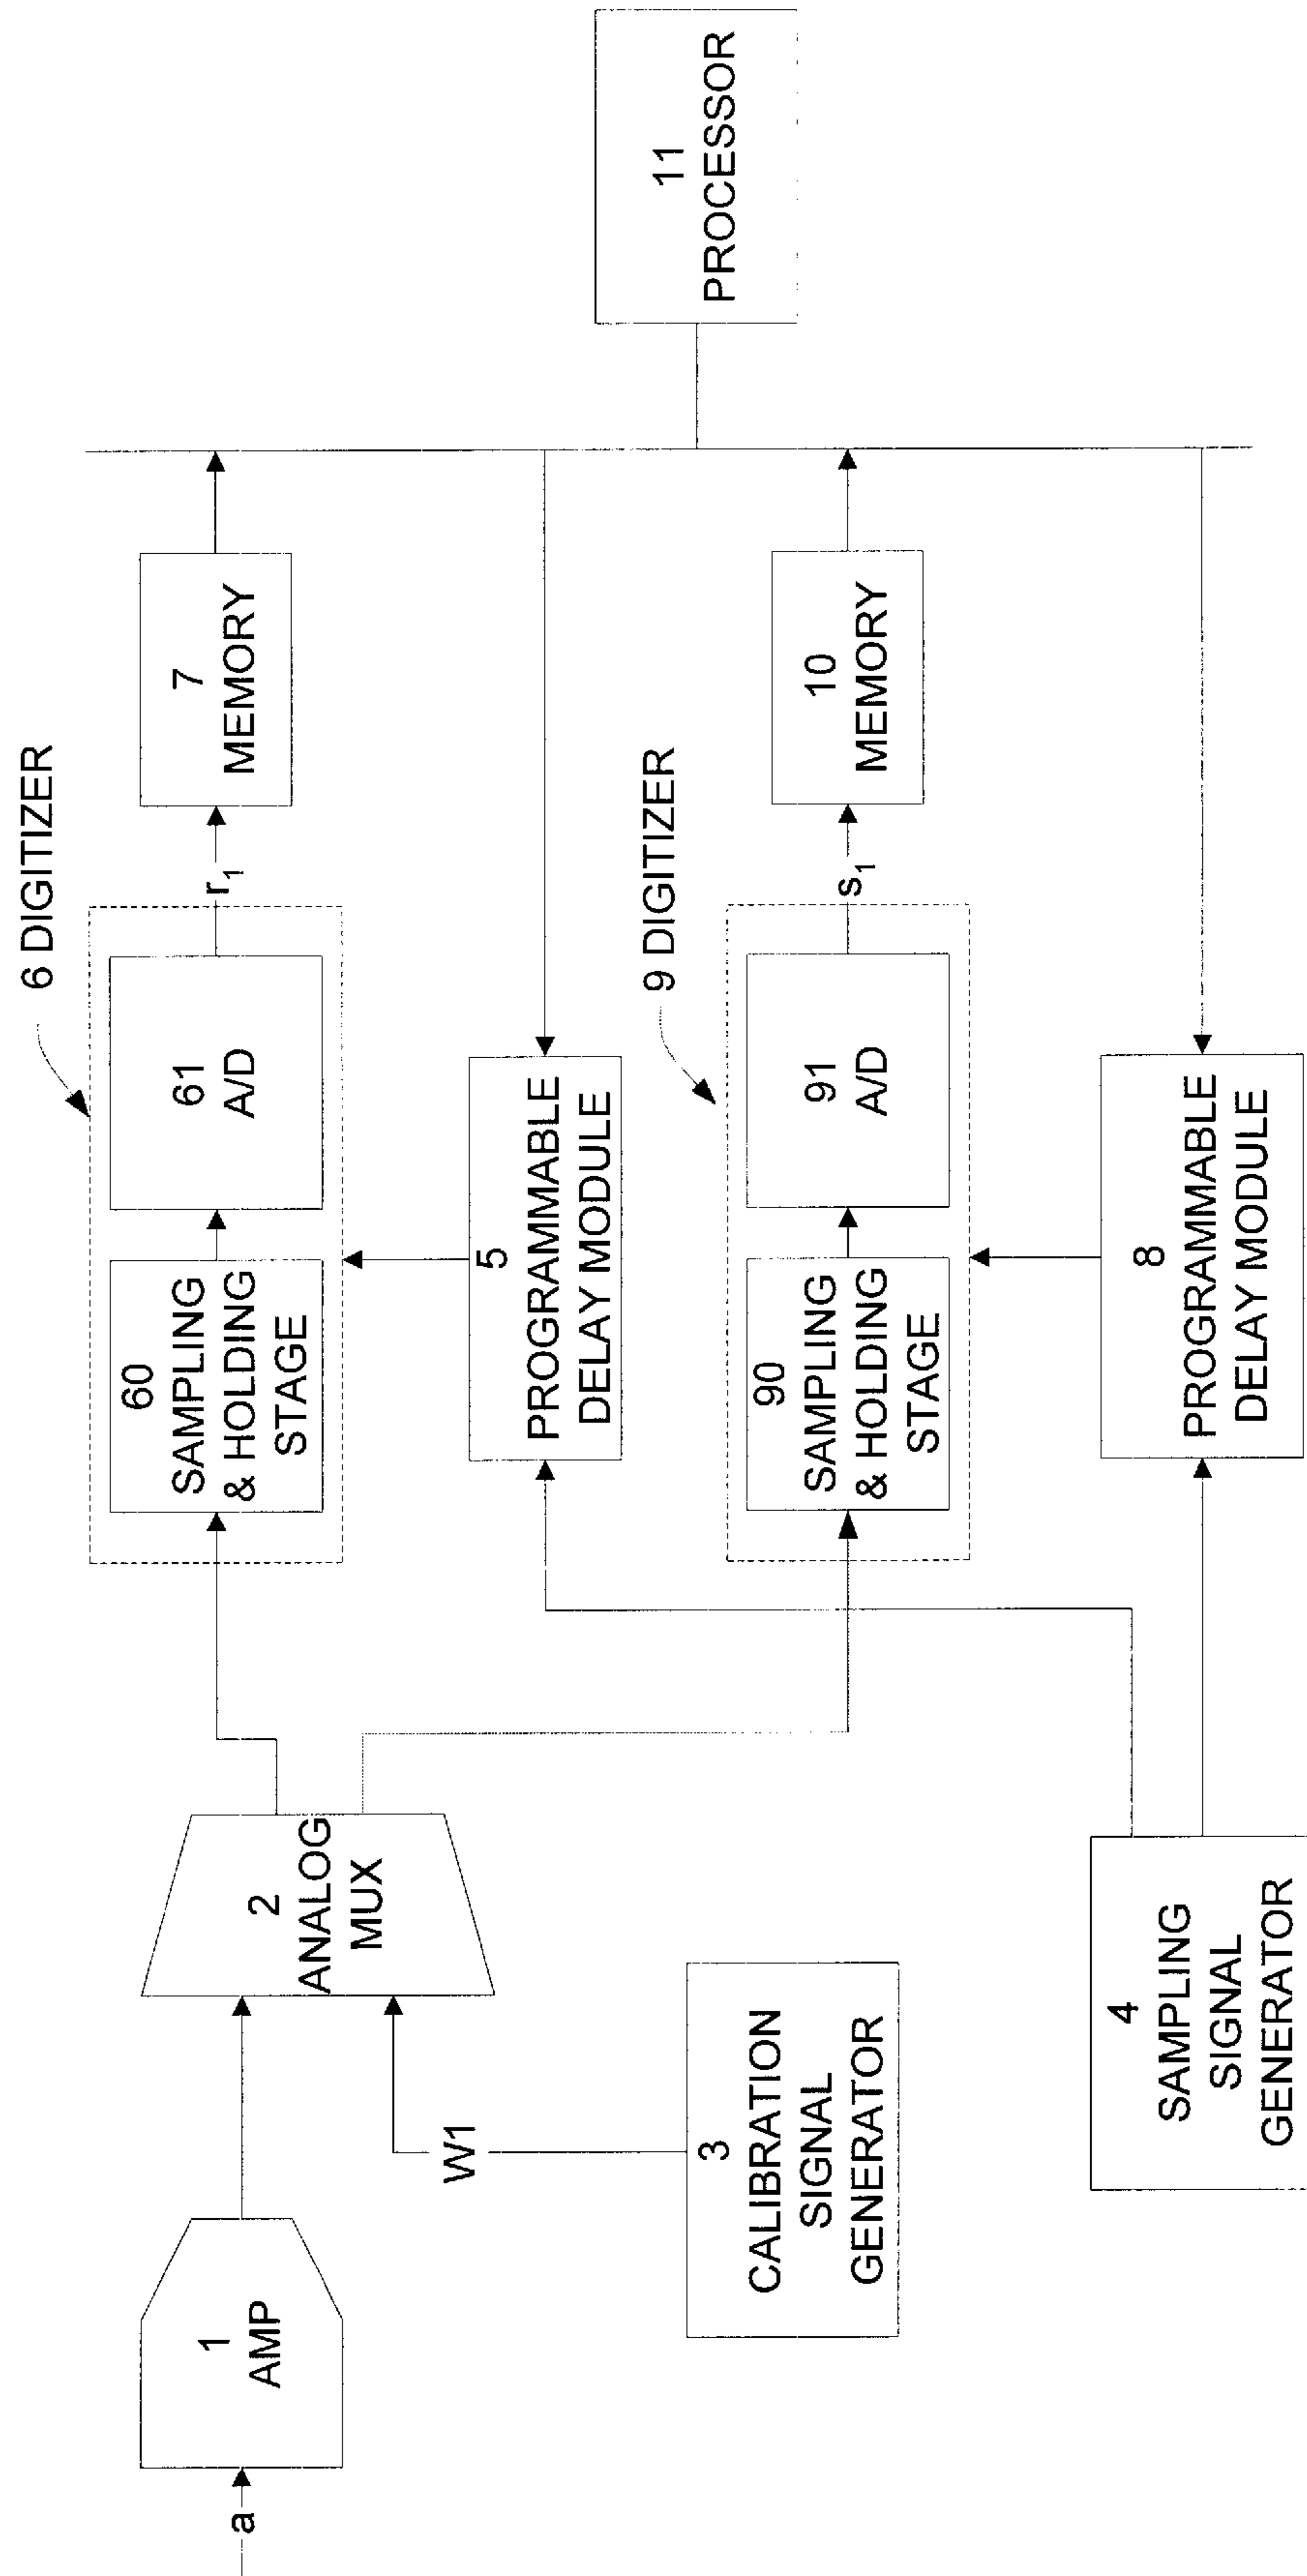 a
1
AMP
2
ANALOG
MUX
W1
3
CALIBRATION
SIGNAL
GENERATOR
4
SAMPLING
SIGNAL
GENERATOR
6 DIGITIZER
60
SAMPLING
& HOLDING
STAGE
61
A/D
r₁
7
MEMORY
5
PROGRAMMABLE
DELAY MODULE
9 DIGITIZER
90
SAMPLING
& HOLDING
STAGE
91
A/D
s₁
10
MEMORY
8
PROGRAMMABLE
DELAY MODULE
11
PROCESSOR